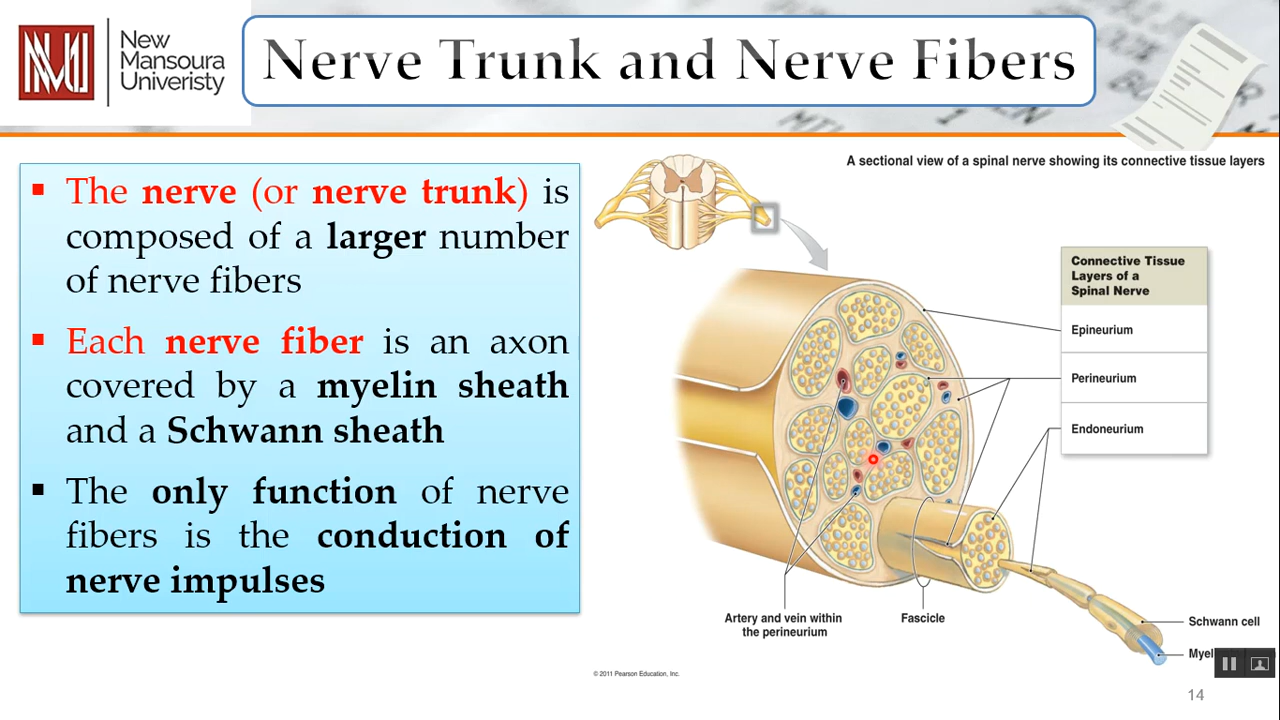 New
Mansoura
Univeristy
Nerve Trunk and Nerve Fibers
▪ The nerve (or nerve trunk) is
composed of a larger number
of nerve fibers
▪ Each nerve fiber is an axon
covered by a myelin sheath
and a Schwann sheath
▪ The only function of nerve
fibers is the conduction of
nerve impulses
A sectional view of a spinal nerve showing its connective tissue layers
Connective Tissue
Layers of a
Spinal Nerve
Epineurium
Perineurium
Endoneurium
Artery and vein within
the perineurium
Fascicle
Schwann cell
© 2011 Pearson Education, Inc.
14